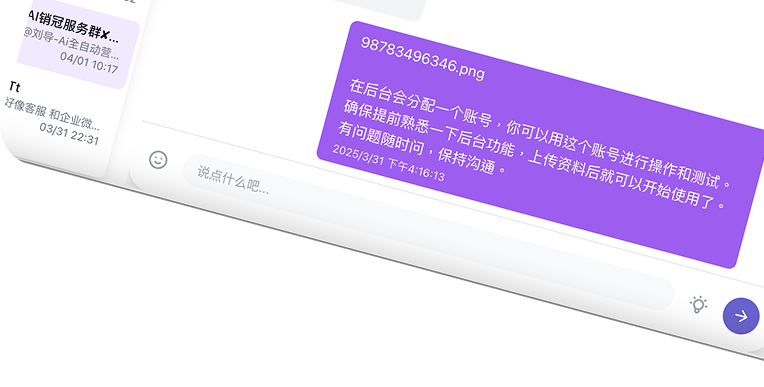 AI销冠服务群✘...
@刘导-Ai全自动营...
04/01 10:17
Tt
好像客服 和企业微...
03/31 22:31
98783496346.png
在后台会分配一个账号，你可以用这个账号进行操作和测试。
确保提前熟悉一下后台功能，上传资料后就可以开始使用了。
有问题随时问，保持沟通。
2025/3/31 下午4:16:13
说点什么吧...